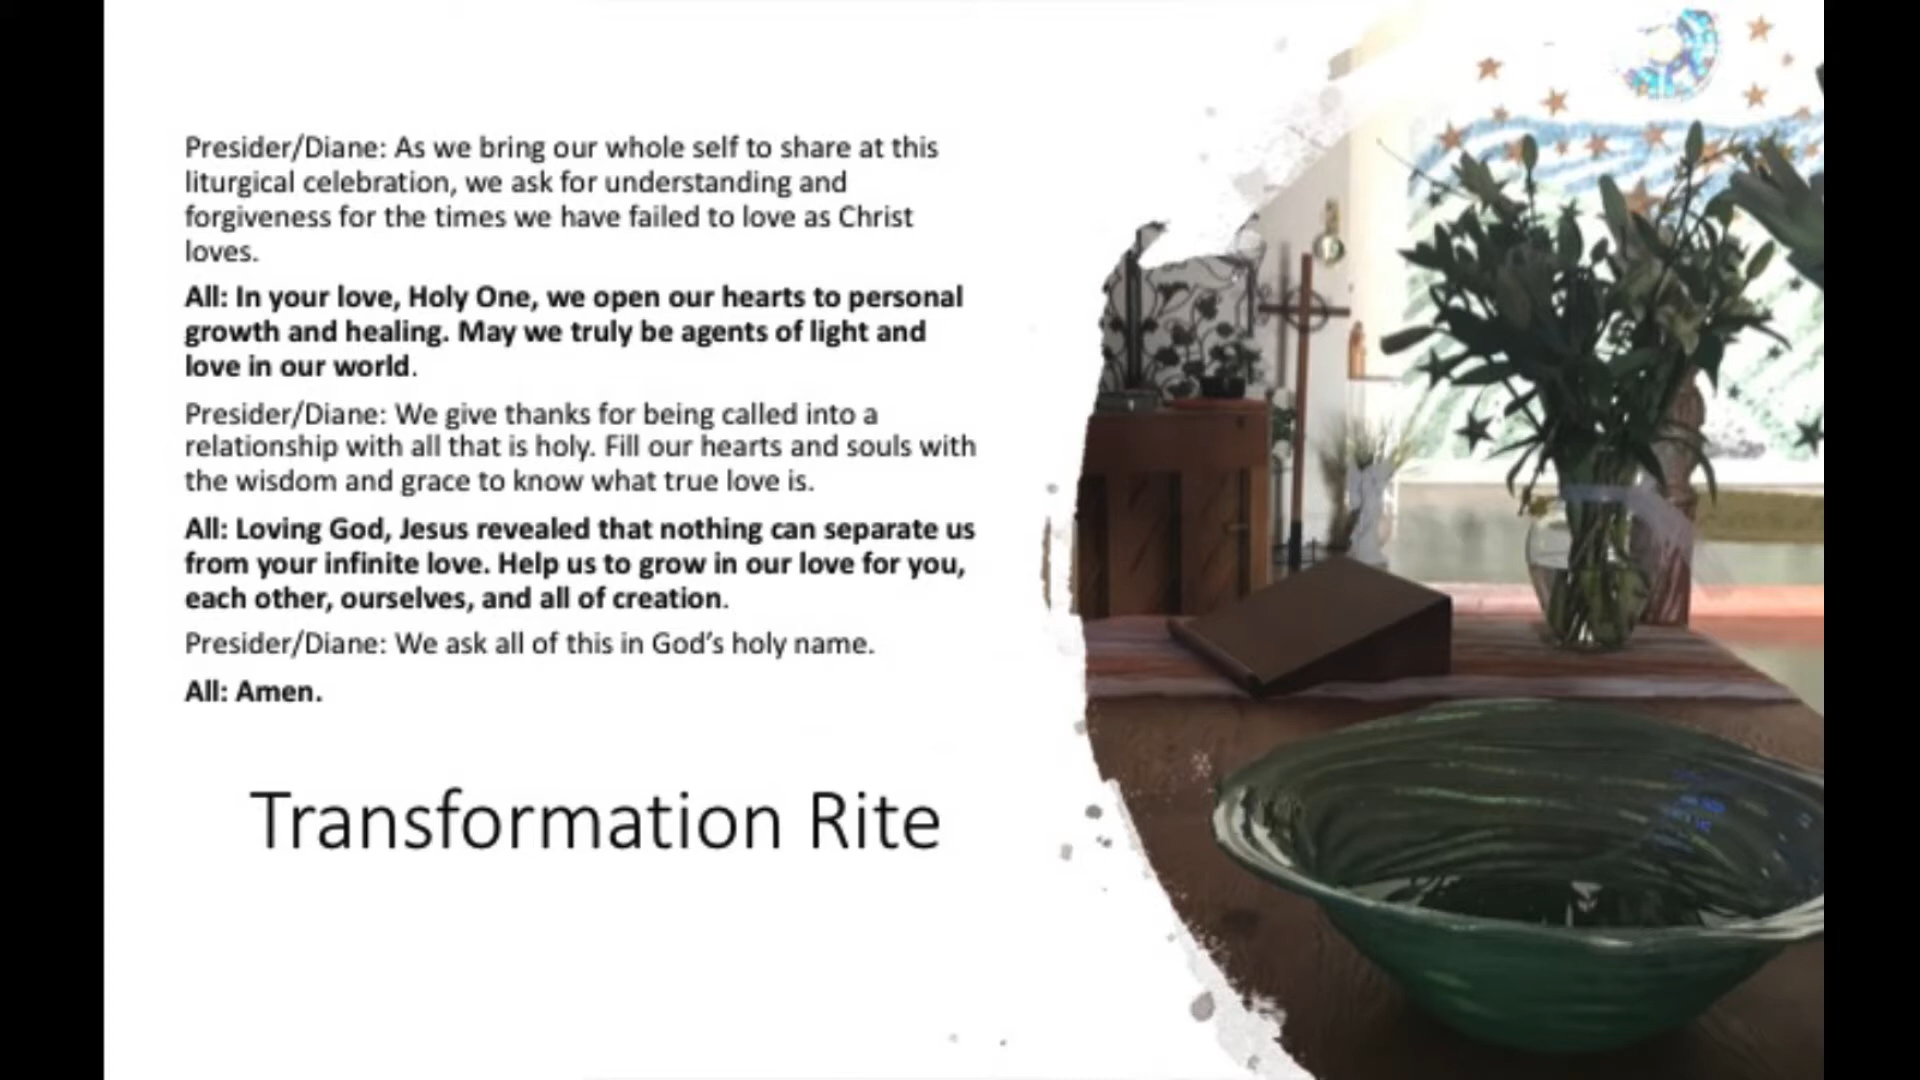 Presider/Diane: As we bring our whole self to share at this
liturgical celebration, we ask for understanding and
forgiveness for the times we have failed to love as Christ
loves.
All: In your love, Holy One, we open our hearts to personal
growth and healing. May we truly be agents of light and
love in our world.
Presider/Diane: We give thanks for being called into a
relationship with all that is holy. Fill our hearts and souls with
the wisdom and grace to know what true love is.
All: Loving God, Jesus revealed that nothing can separate us
from your infinite love. Help us to grow in our love for you,
each other, ourselves, and all of creation.
Presider/Diane: We ask all of this in God’s holy name.
All: Amen.
Transformation Rite